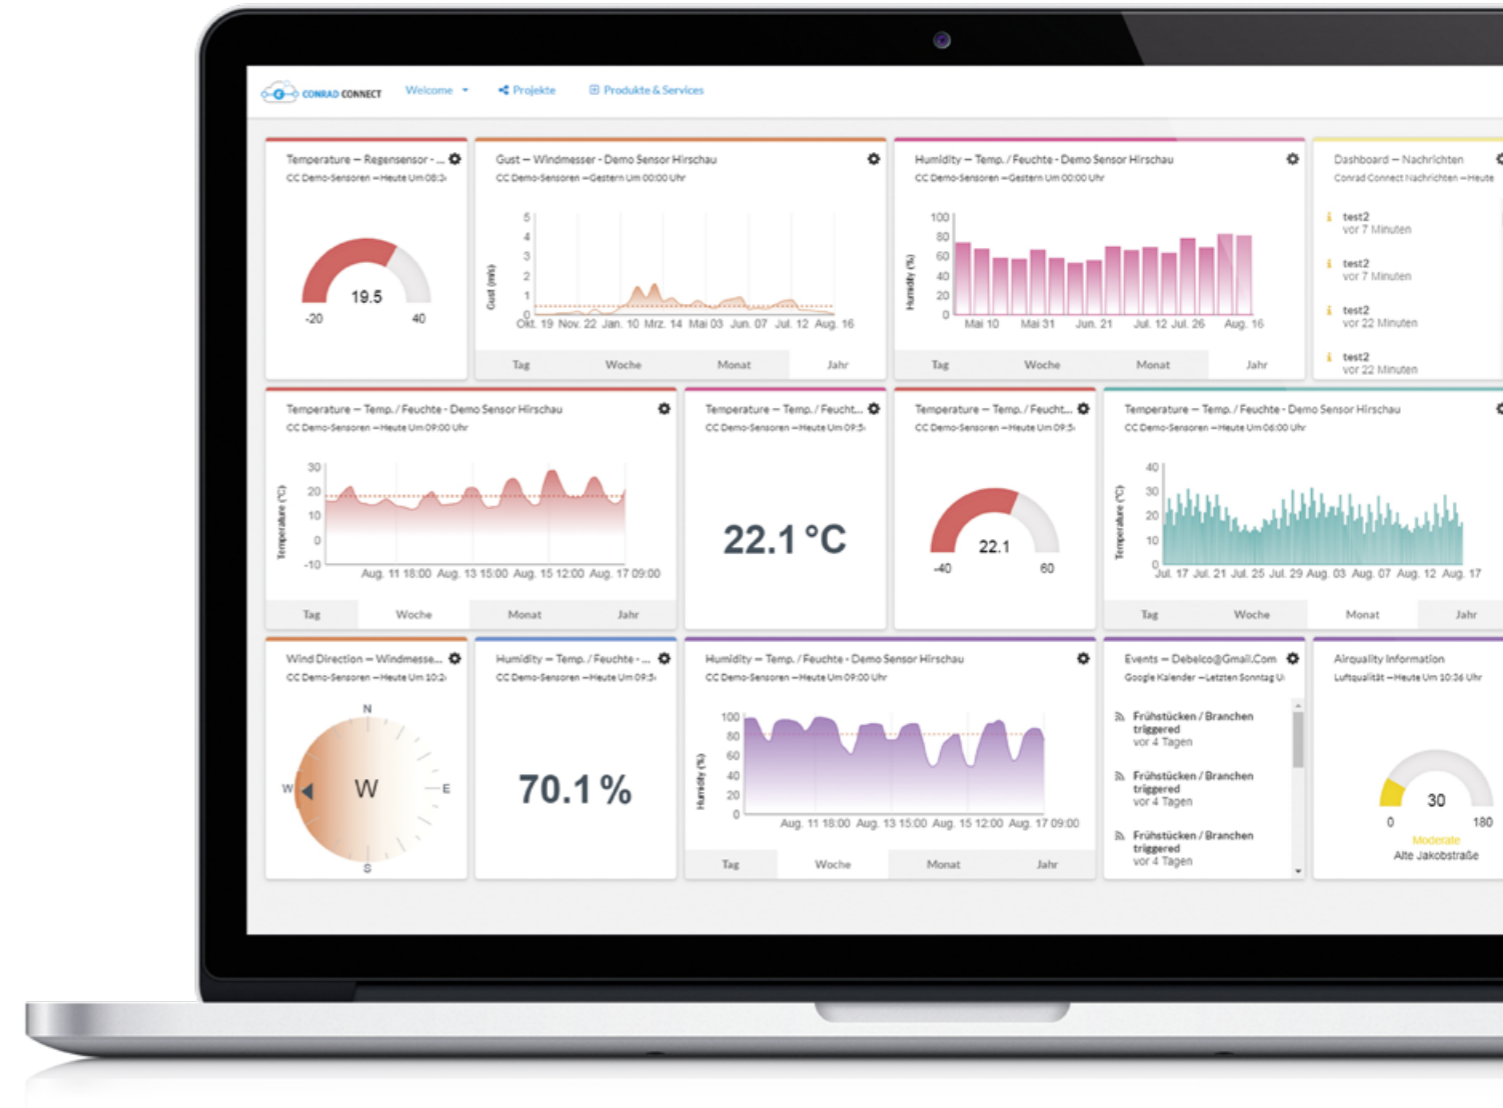 CONRAD CONNECT
Welcome
Projekte
Produkte & Services
Temperature — Regensensor - ...
CC Demo-Sensoren —Heute Um 08:3
19.5
-20
40
Gust — Windmesser - Demo Sensor Hirschau
CC Demo-Sensoren —Gestern Um 00:00 Uhr
Gust (m/s)
5
4
3
2
1
0
Okt. 19 Nov. 22 Jan. 10 Mrz. 14 Mai 03 Jun. 07 Jul. 12 Aug. 16
Tag Woche Monat Jahr
Humidity — Temp. / Feuchte - Demo Sensor Hirschau
CC Demo-Sensoren —Gestern Um 00:00 Uhr
Humidity (%)
100
80
60
40
20
0
Mai 10 Mai 31 Jun. 21 Jul. 12 Jul. 26 Aug. 16
Tag Woche Monat Jahr
Dashboard — Nachrichten
Conrad Connect Nachrichten —Heute
test2
vor 7 Minuten
test2
vor 7 Minuten
test2
vor 22 Minuten
test2
vor 22 Minuten
Temperature — Temp. / Feuchte - Demo Sensor Hirschau
CC Demo-Sensoren —Heute Um 09:00 Uhr
Temperature (°C)
30
20
10
0
-10
Aug. 11 18:00 Aug. 13 15:00 Aug. 15 12:00 Aug. 17 09:00
Tag Woche Monat Jahr
Temperature — Temp. / Feucht...
CC Demo-Sensoren —Heute Um 09:5
22.1 °C
Temperature — Temp. / Feucht...
CC Demo-Sensoren —Heute Um 09:5
22.1
-40
60
Temperature — Temp. / Feuchte - Demo Sensor Hirschau
CC Demo-Sensoren —Heute Um 06:00 Uhr
Temperature (°C)
40
30
20
10
0
Jul. 17 Jul. 21 Jul. 25 Jul. 29 Aug. 03 Aug. 07 Aug. 12 Aug. 17
Tag Woche Monat Jahr
Wind Direction — Windmesse...
CC Demo-Sensoren —Heute Um 10:2
N
W
W
E
S
Humidity — Temp. / Feuchte - ...
CC Demo-Sensoren —Heute Um 09:5
70.1 %
Humidity — Temp. / Feuchte - Demo Sensor Hirschau
CC Demo-Sensoren —Heute Um 09:00 Uhr
Humidity (%)
100
80
60
40
20
0
Aug. 11 18:00 Aug. 13 15:00 Aug. 15 12:00 Aug. 17 09:00
Tag Woche Monat Jahr
Events — Debelco@Gmail.Com
Google Kalender —Letzten Sonntag U
Frühstücken / Branchen
triggered
vor 4 Tagen
Frühstücken / Branchen
triggered
vor 4 Tagen
Frühstücken / Branchen
triggered
vor 4 Tagen
Airquality Information
Luftqualität —Heute Um 10:36 Uhr
30
0
180
Moderate
Alte Jakobstraße